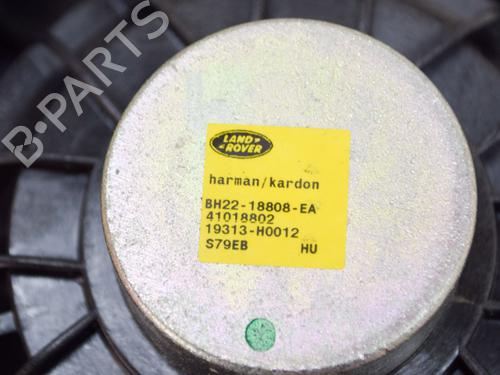 B-PARTS
LAND
ROVER
harman/kardon
BH22-18808-EA
41018802
19313-H0012
S79EB HU